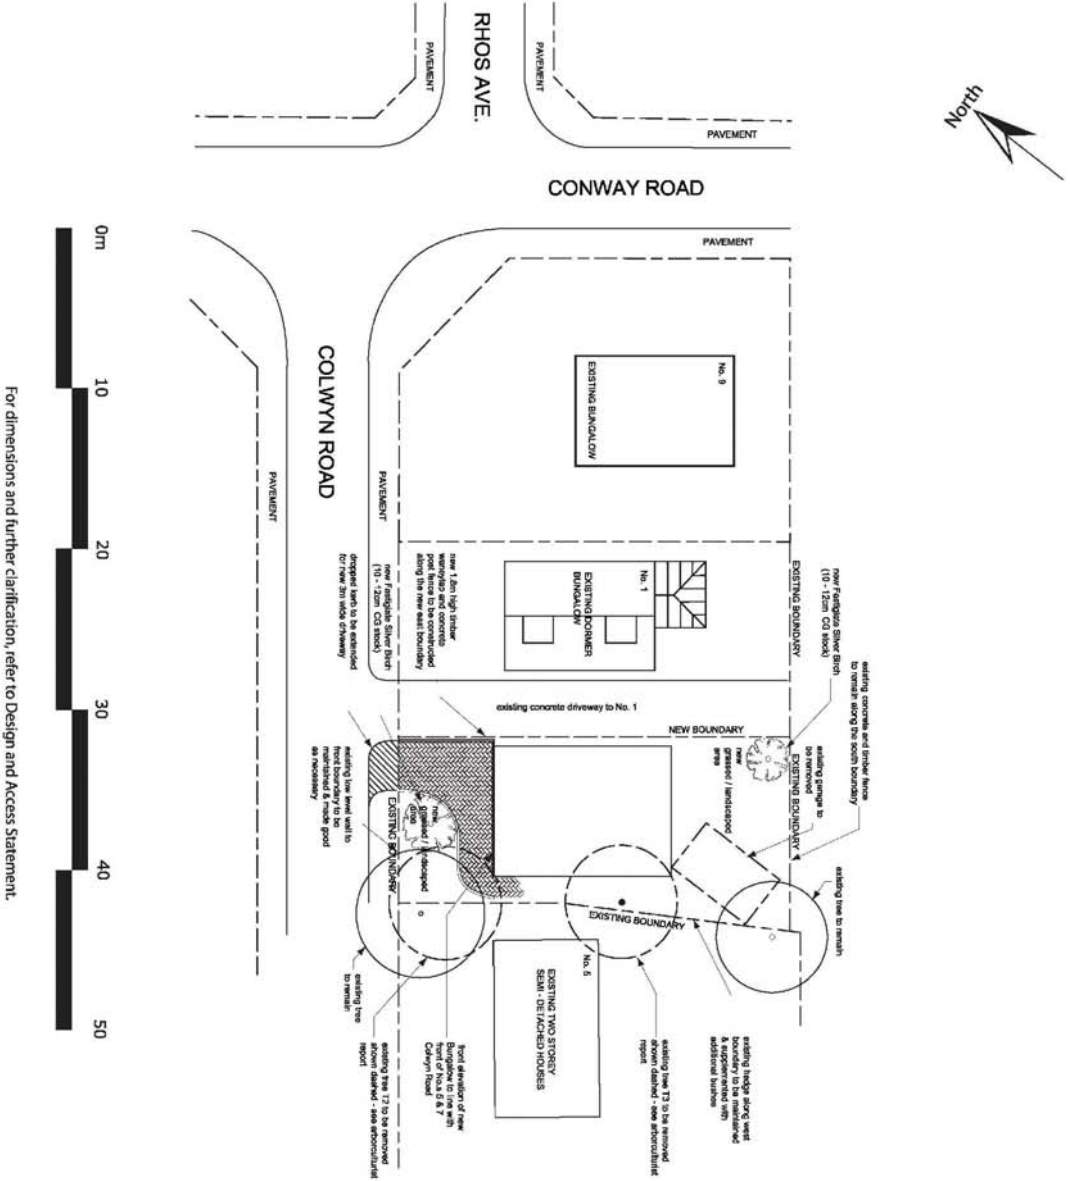 RHOS AVE.
PAVEMENT
PAVEMENT
PAVEMENT
North
CONWAY ROAD
PAVEMENT
COLWYN ROAD
PAVEMENT
PAVEMENT
No. 9
EXISTING BUNGALOW
No. 1
EXISTING DORMER
BUNGALOW
EXISTING BOUNDARY
new Fastigiate Silver Birch
(10 - 12cm CG stock)
existing concrete and timber fence
to remain along the south boundary
new 1.8m high timber
waneylap and concrete
post fence to be constructed
along the new east boundary
new Fastigiate Silver Birch
(10 - 12cm CG stock)
dropped kerb to be extended
for new 3m wide driveway
existing concrete driveway to No. 1
NEW BOUNDARY
new
grassed / landscaped
area
existing garage to
be removed
EXISTING BOUNDARY
existing low level wall to
front boundary to be
maintained & made good
as necessary
EXISTING BOUNDARY
new
grassed / landscaped
area
existing tree to remain
EXISTING BOUNDARY
No. 5
EXISTING TWO STOREY
SEMI - DETACHED HOUSES
existing tree
to remain
existing tree T2 to be removed
shown dashed - see arboriculturist
report
front elevation of new
Bungalow to line with
front of No.s 5 & 7
Colwyn Road
existing tree T3 to be removed
shown dashed - see arboriculturist
report
existing hedge along west
boundary to be maintained
& supplemented with
additional bushes
0m
10
20
30
40
50
For dimensions and further clarification, refer to Design and Access Statement.